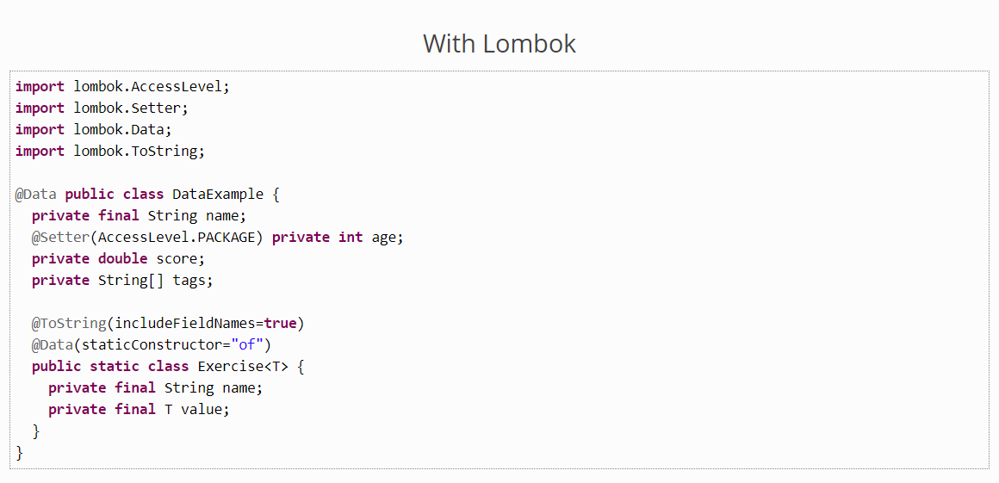 With Lombok
import lombok.AccessLevel;
import lombok.Setter;
import lombok.Data;
import lombok.ToString;
@Data public class DataExample {
private final String name;
@Setter(AccessLevel.PACKAGE) private int age;
private double score;
private String[] tags;
@ToString(includeFieldNames=true)
@Data(staticConstructor="of")
public static class Exercise<T> {
private final String name;
private final T value;
}
}